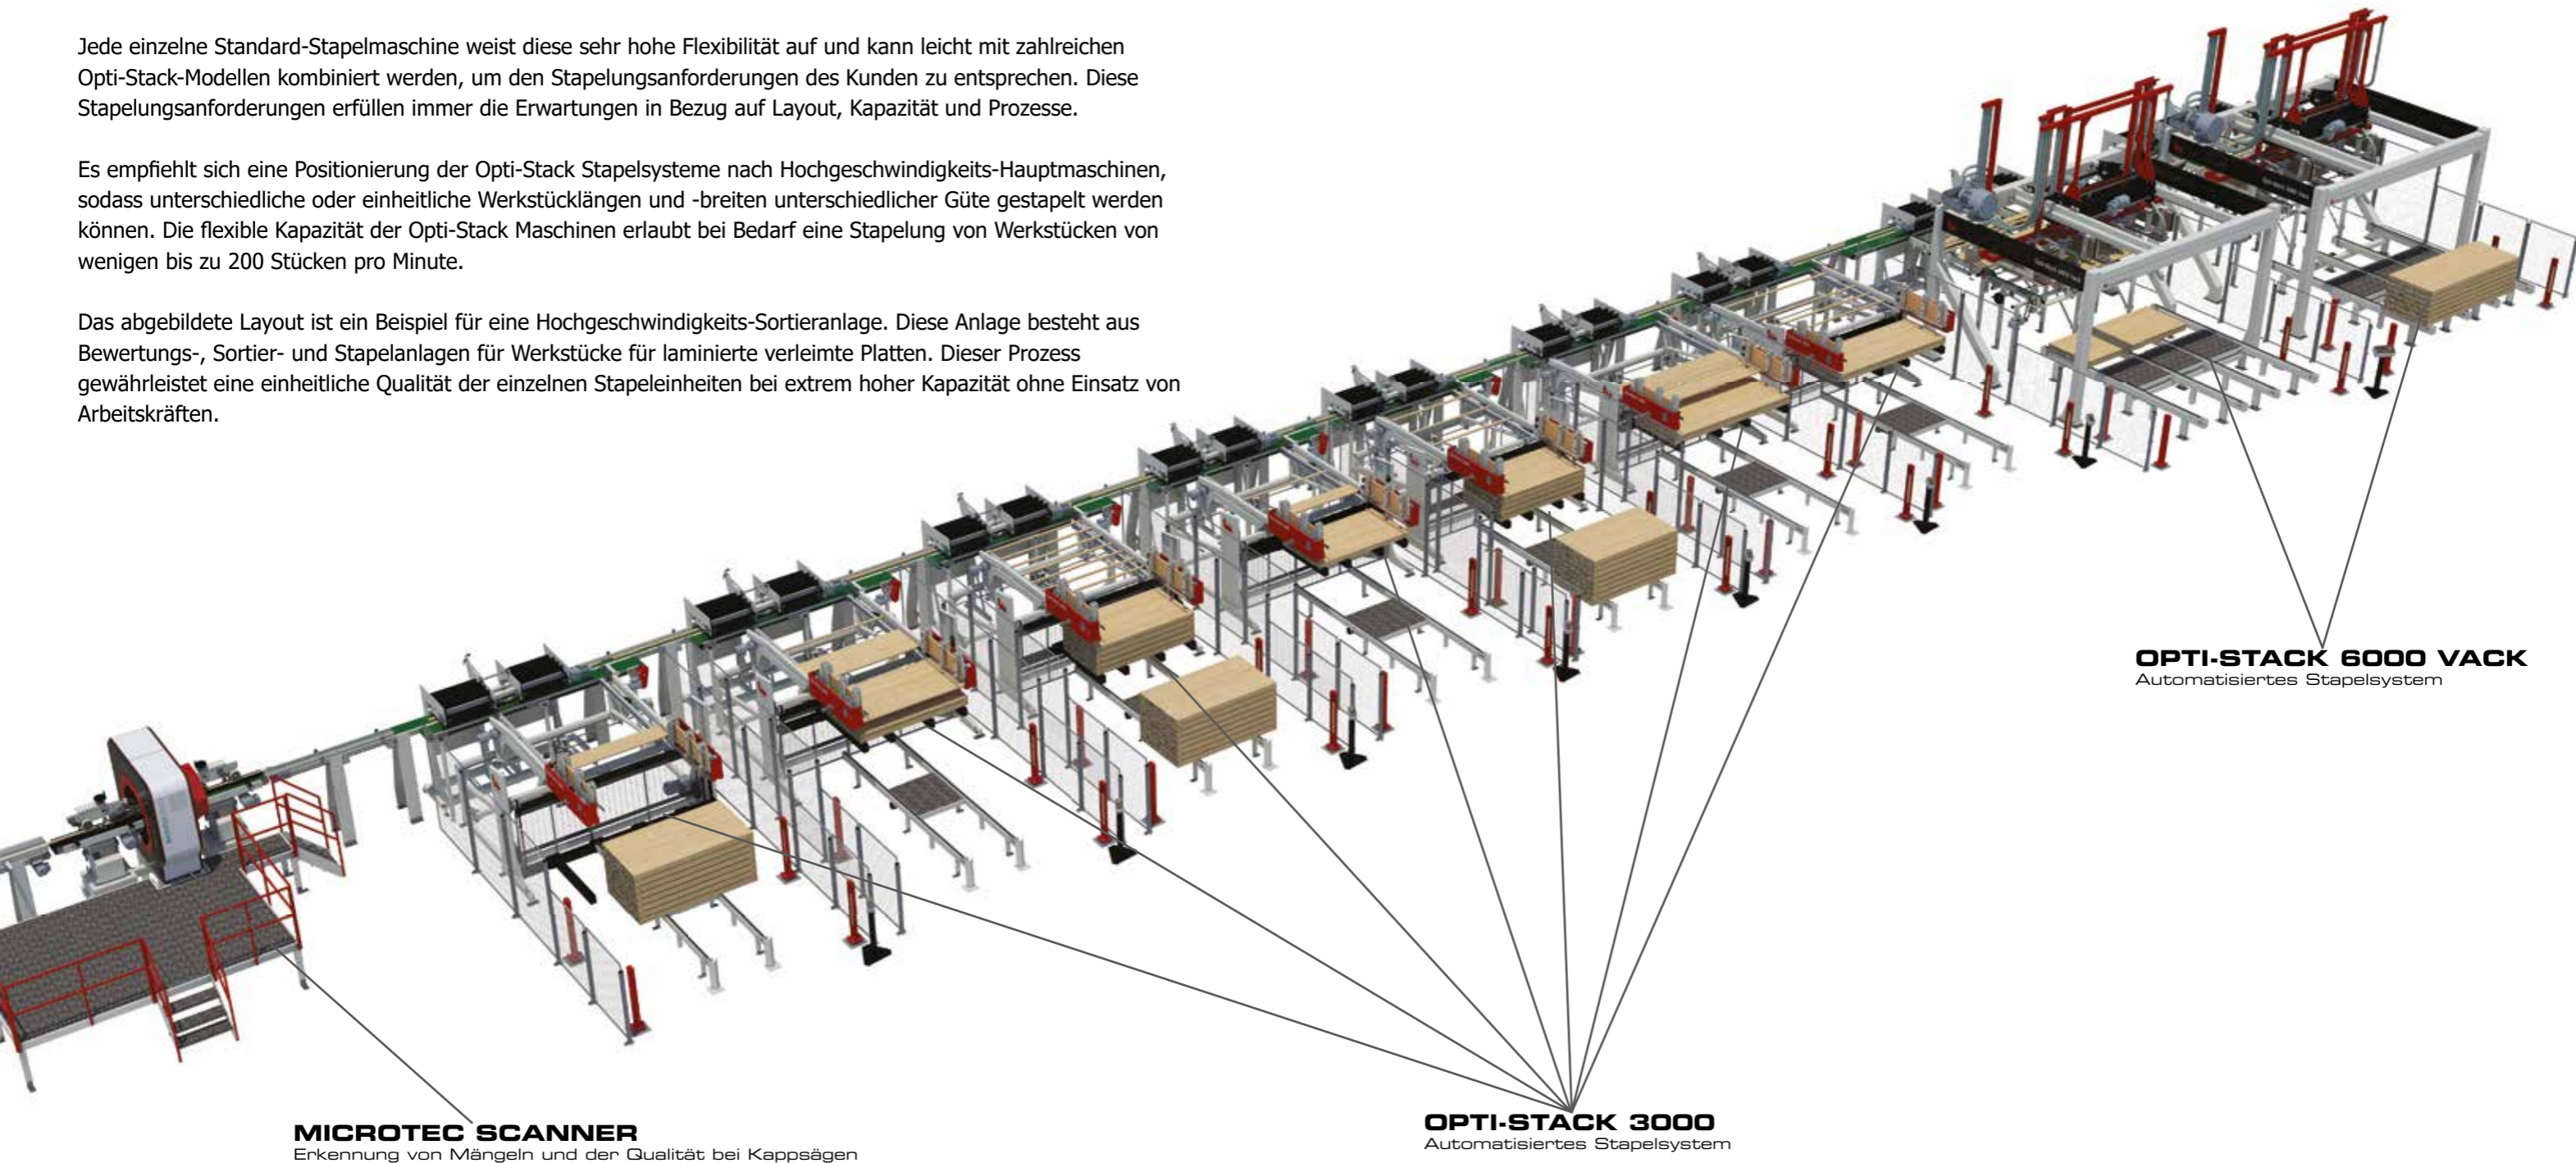 Jede einzelne Standard-Stapelmaschine weist diese sehr hohe Flexibilität auf und kann leicht mit zahlreichen
Opti-Stack-Modellen kombiniert werden, um den Stapelungsanforderungen des Kunden zu entsprechen. Diese
Stapelungsanforderungen erfüllen immer die Erwartungen in Bezug auf Layout, Kapazität und Prozesse.
Es empfiehlt sich eine Positionierung der Opti-Stack Stapelsysteme nach Hochgeschwindigkeits-Hauptmaschinen,
sodass unterschiedliche oder einheitliche Werkstücklängen und -breiten unterschiedlicher Güte gestapelt werden
können. Die flexible Kapazität der Opti-Stack Maschinen erlaubt bei Bedarf eine Stapelung von Werkstücken von
wenigen bis zu 200 Stücken pro Minute.
Das abgebildete Layout ist ein Beispiel für eine Hochgeschwindigkeits-Sortieranlage. Diese Anlage besteht aus
Bewertungs-, Sortier- und Stapelanlagen für Werkstücke für laminierte verleimte Platten. Dieser Prozess
gewährleistet eine einheitliche Qualität der einzelnen Stapeleinheiten bei extrem hoher Kapazität ohne Einsatz von
Arbeitskräften.
OPTI-STACK 6000 VACK
Automatisiertes Stapelsystem
OPTI-STACK 3000
Automatisiertes Stapelsystem
MICROTEC SCANNER
Erkennung von Mängeln und der Qualität bei Kappsägen